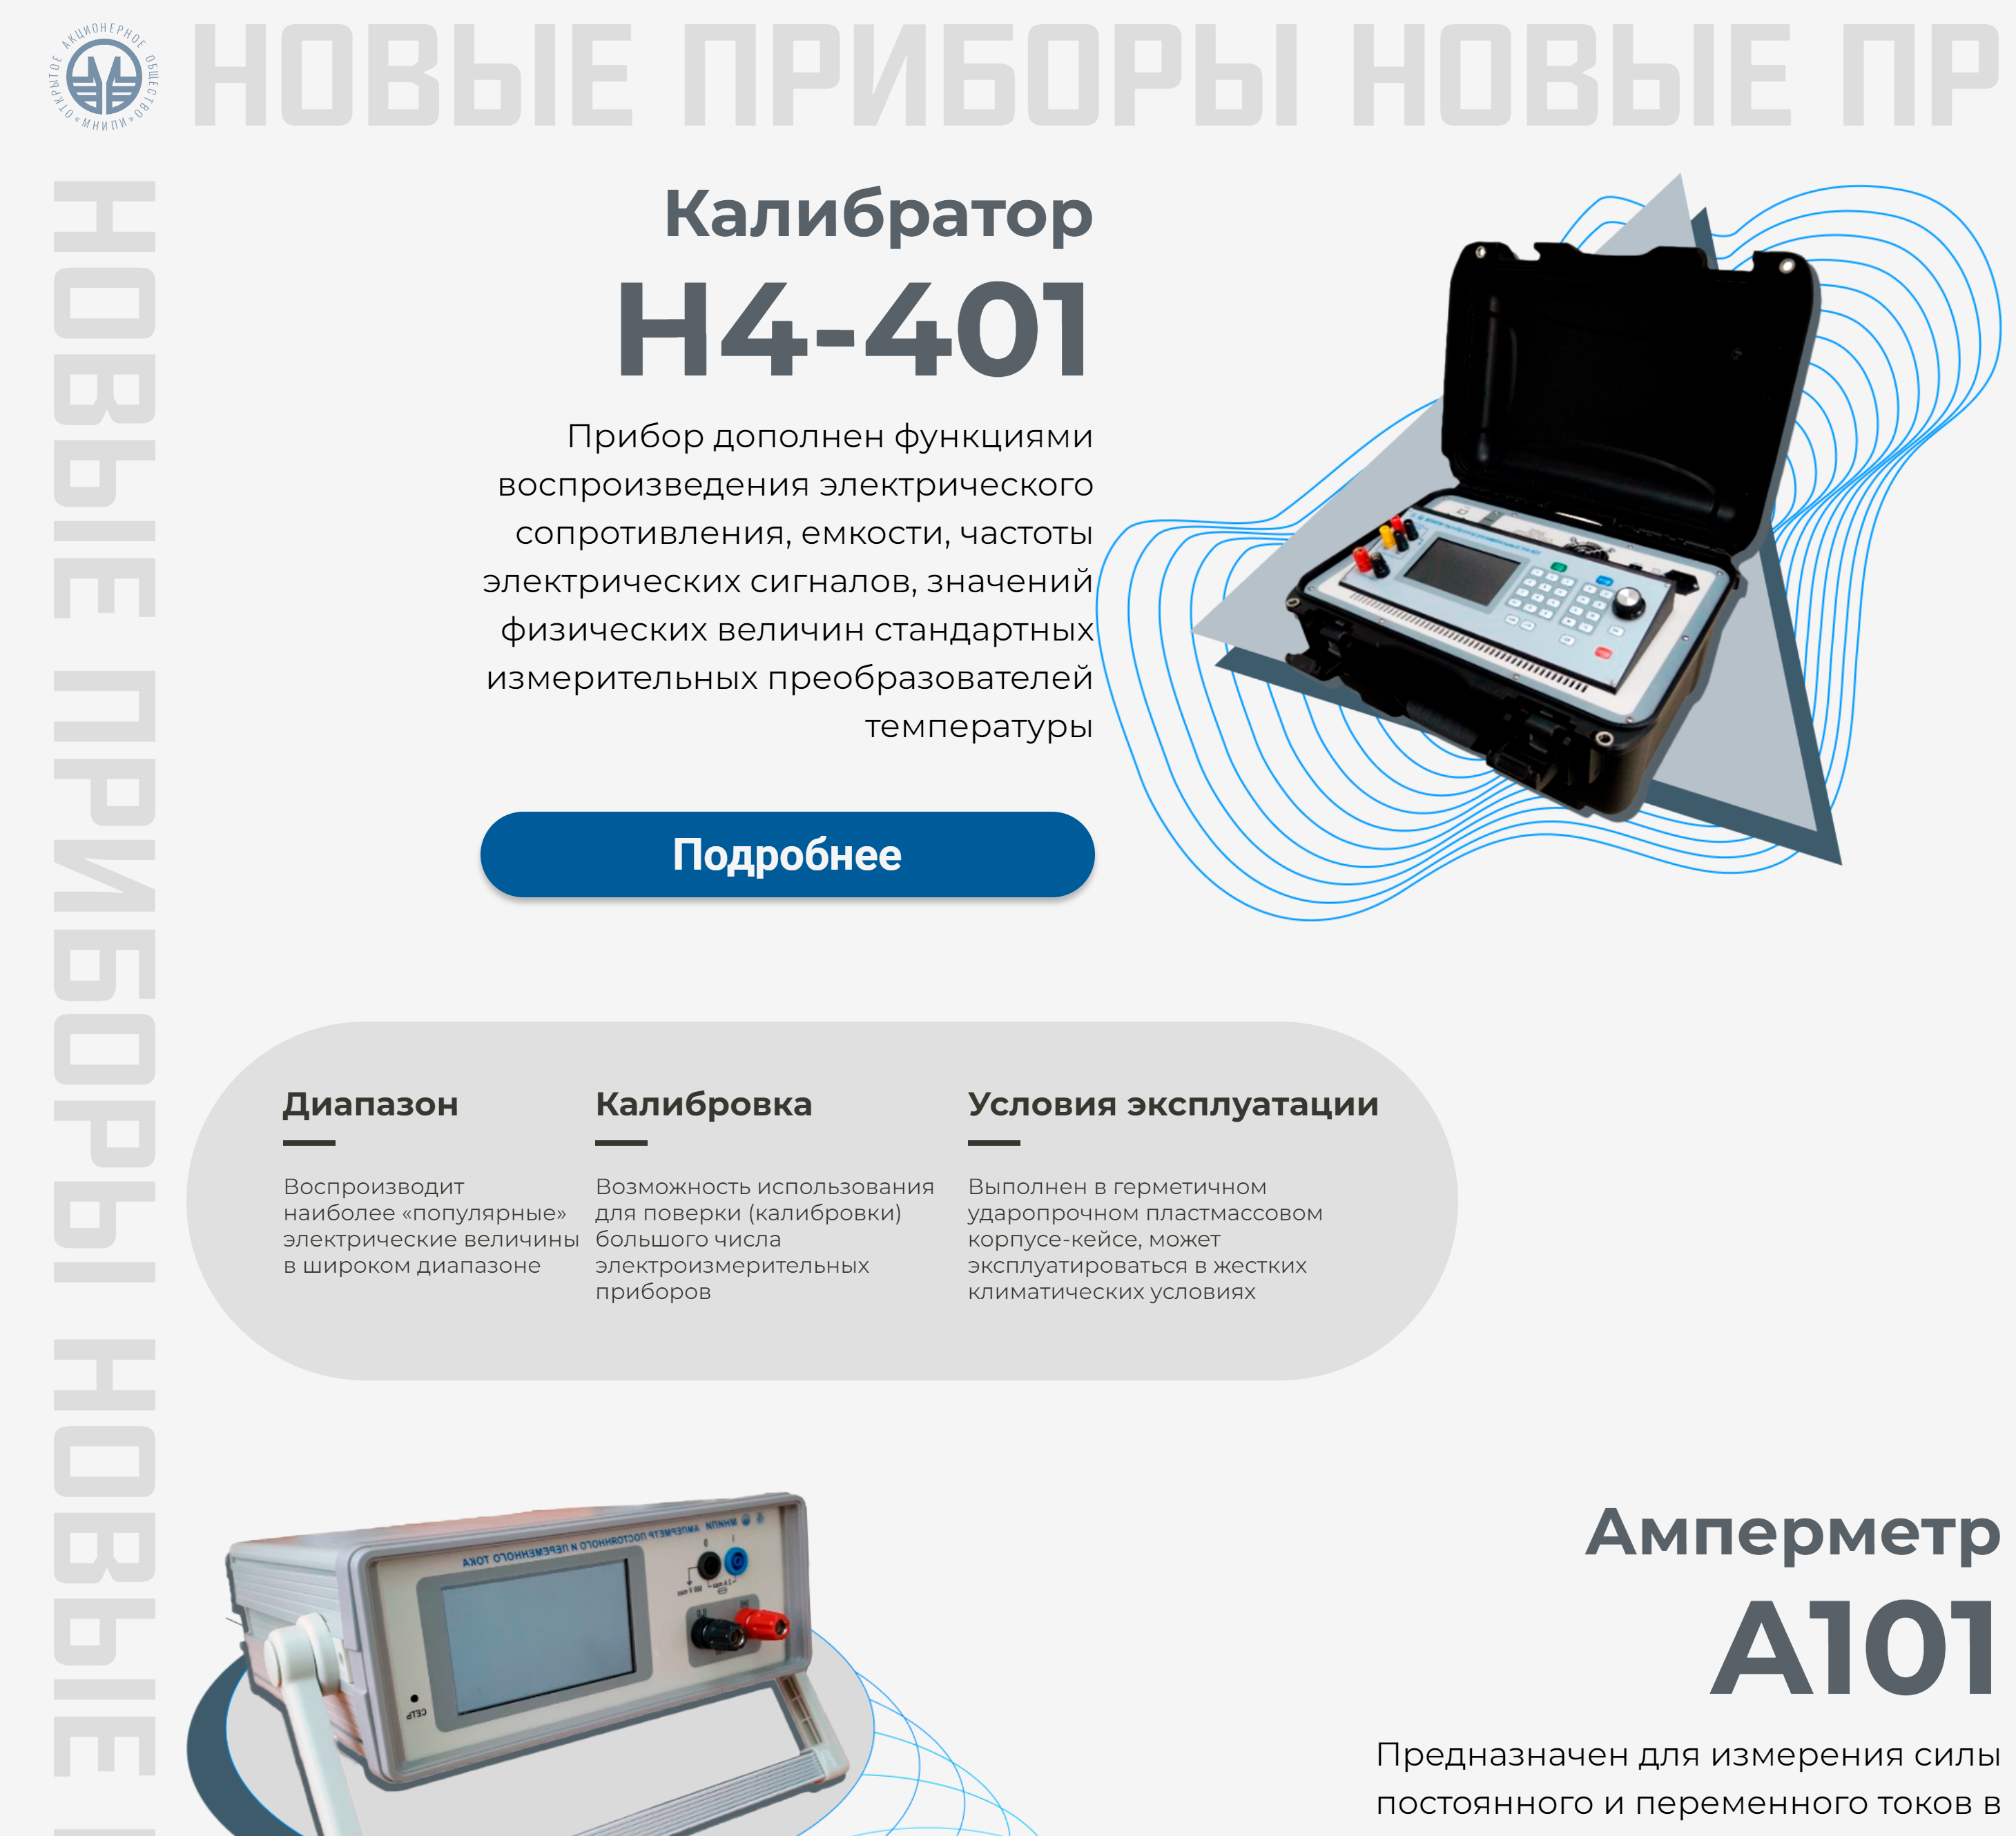 ОТКРЫТОЕ АКЦИОНЕРНОЕ ОБЩЕСТВО «МНИПИ»
НОВЫЕ ПРИБОРЫ НОВЫЕ ПР
НОВЫЕ ПРИБОРЫ НОВЫЕ
Калибратор
Н4-401
Прибор дополнен функциями
воспроизведения электрического
сопротивления, емкости, частоты
электрических сигналов, значений
физических величин стандартных
измерительных преобразователей
температуры
Подробнее
Диапазон
Воспроизводит
наиболее «популярные»
электрические величины
в широком диапазоне
Калибровка
Возможность использования
для поверки (калибровки)
большого числа
электроизмерительных
приборов
Условия эксплуатации
Выполнен в герметичном
ударопрочном пластмассовом
корпусе-кейсе, может
эксплуатироваться в жестких
климатических условиях
МНИПИ АМПЕРМЕТР ПОСТОЯННОГО И ПЕРЕМЕННОГО ТОКА
СЕТЬ
Амперметр
А101
Предназначен для измерения силы
постоянного и переменного токов в